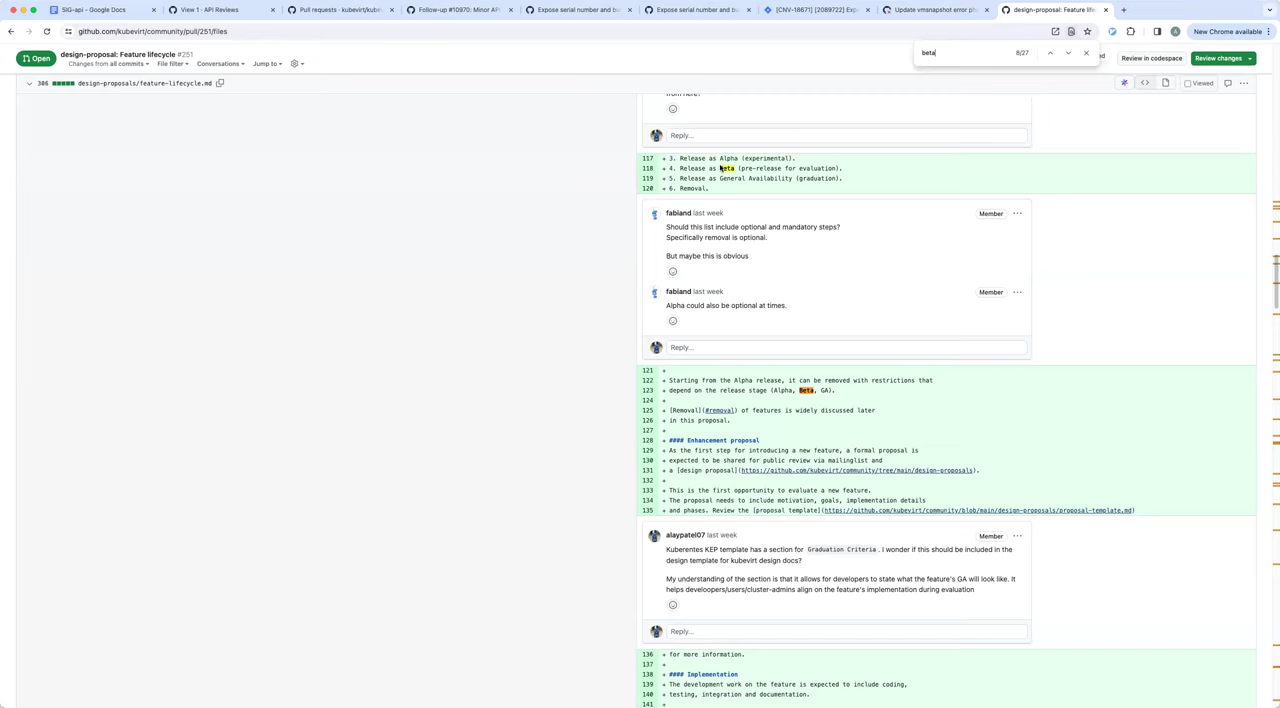 SIG-api - Google Docs
View 1 · API Reviews
Pull requests · kubevirt/kubev
Follow-up #10970: Minor API
Expose serial number and bu
[CNV-18671] [2089722] Exp
Update vmsnapshot error ph
design-proposal: Feature life
github.com/kubevirt/community/pull/251/files
New Chrome available
beta
8/27
Open
design-proposal: Feature lifecycle #251
Changes from all commits
File filter
Conversations
Jump to
Review in codespace
Review changes
386
design-proposals/feature-lifecycle.md
Viewed
from here?
Reply...
117 + 3. Release as Alpha (experimental).
118 + 4. Release as Beta (pre-release for evaluation).
119 + 5. Release as General Availability (graduation).
120 + 6. Removal.
fabiand last week
Member
Should this list include optional and mandatory steps?
Specifically removal is optional.
But maybe this is obvious
fabiand last week
Member
Alpha could also be optional at times.
Reply...
121 +
122 + Starting from the Alpha release, it can be removed with restrictions that
123 + depend on the release stage (Alpha, Beta, GA).
124 +
125 + [Removal](#removal) of features is widely discussed later
126 + in this proposal.
127 +
128 + #### Enhancement proposal
129 + As the first step for introducing a new feature, a formal proposal is
130 + expected to be shared for public review via mailinglist and
131 + a [design proposal](https://github.com/kubevirt/community/tree/main/design-proposals).
132 +
133 + This is the first opportunity to evaluate a new feature.
134 + The proposal needs to include motivation, goals, implementation details
135 + and phases. Review the [proposal template](https://github.com/kubevirt/community/blob/main/design-proposals/proposal-template.md)
alaypatel07 last week
Member
Kuberentes KEP template has a section for Graduation Criteria . I wonder if this should be included in the
design template for kubevirt design docs?
My understanding of the section is that it allows for developers to state what the feature's GA will look like. It
helps develoopers/users/cluster-admins align on the feature's implementation during evaluation
Reply...
136 + for more information.
137 +
138 + #### Implementation
139 + The development work on the feature is expected to include coding,
140 + testing, integration and documentation.
141 +